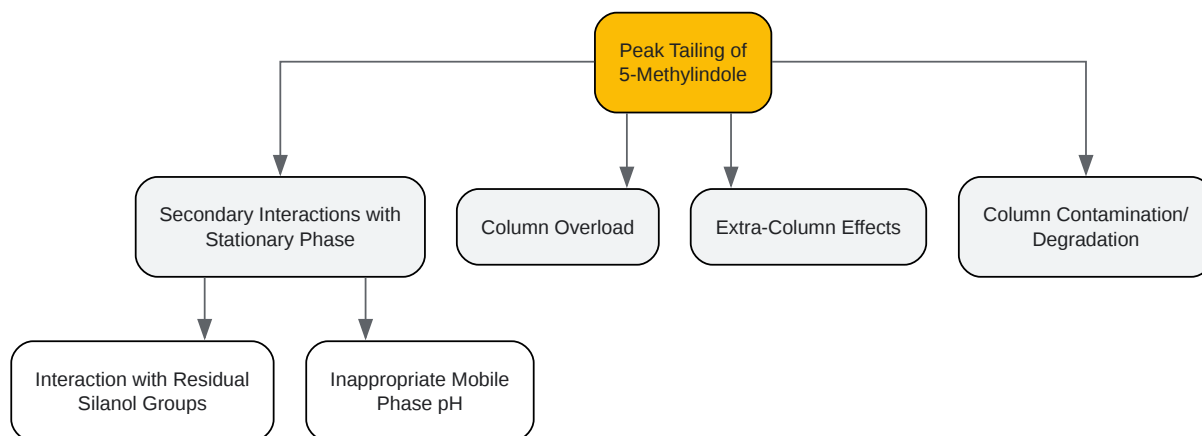 Peak Tailing of
5-Methylindole
Secondary Interactions with
Stationary Phase
Column Overload
Extra-Column Effects
Column Contamination/
Degradation
Interaction with Residual
Silanol Groups
Inappropriate Mobile
Phase pH